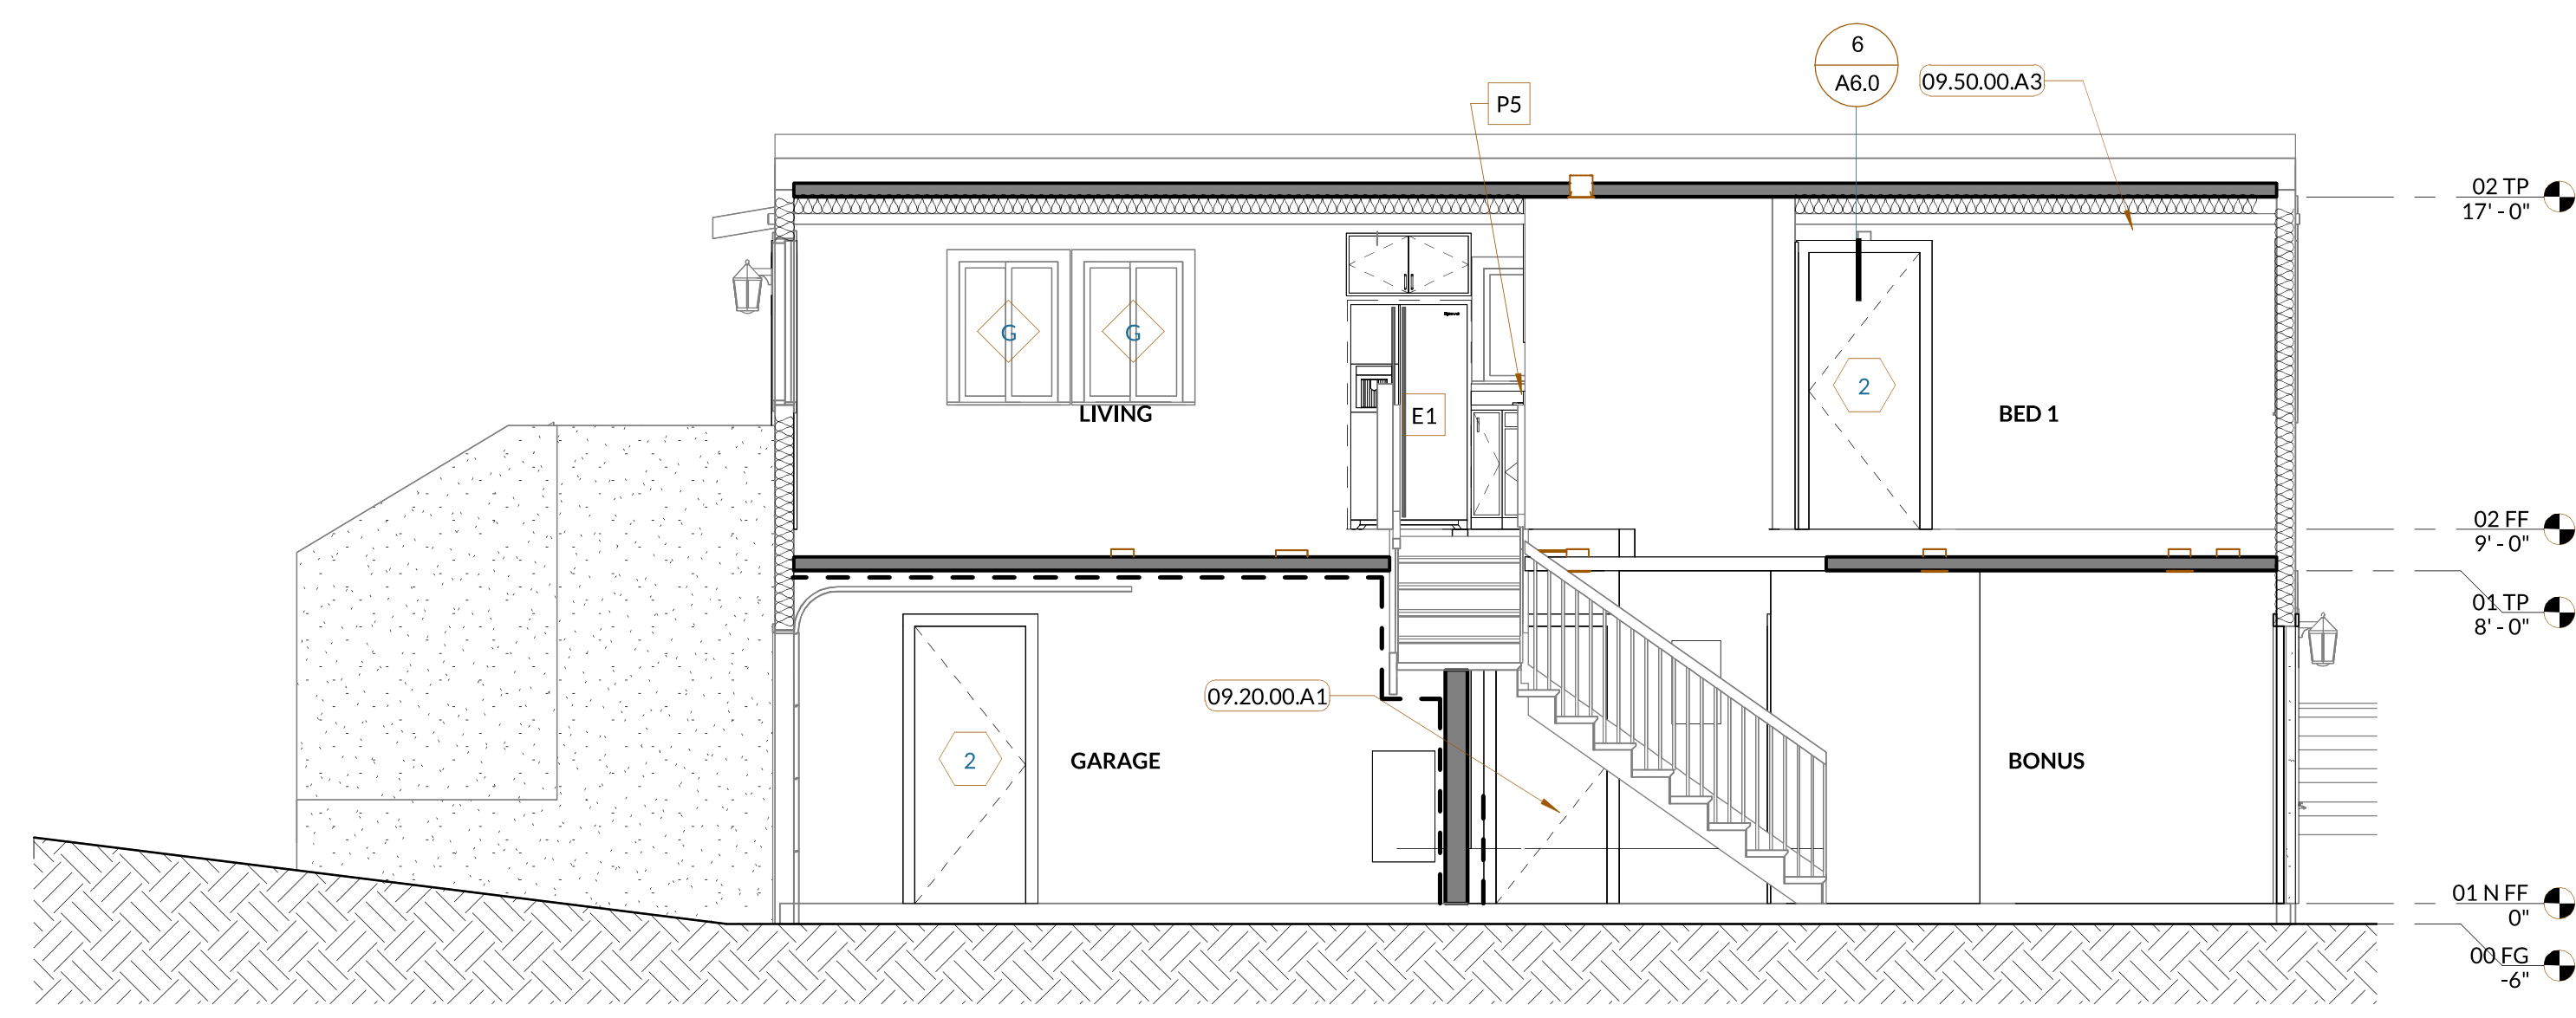 6
A6.0
09.50.00.A3
P5
02 TP
17' - 0"
G
G
E1
2
LIVING
BED 1
02 FF
9' - 0"
01 TP
8' - 0"
09.20.00.A1
2
GARAGE
BONUS
01 N FF
0"
00 FG
-6"